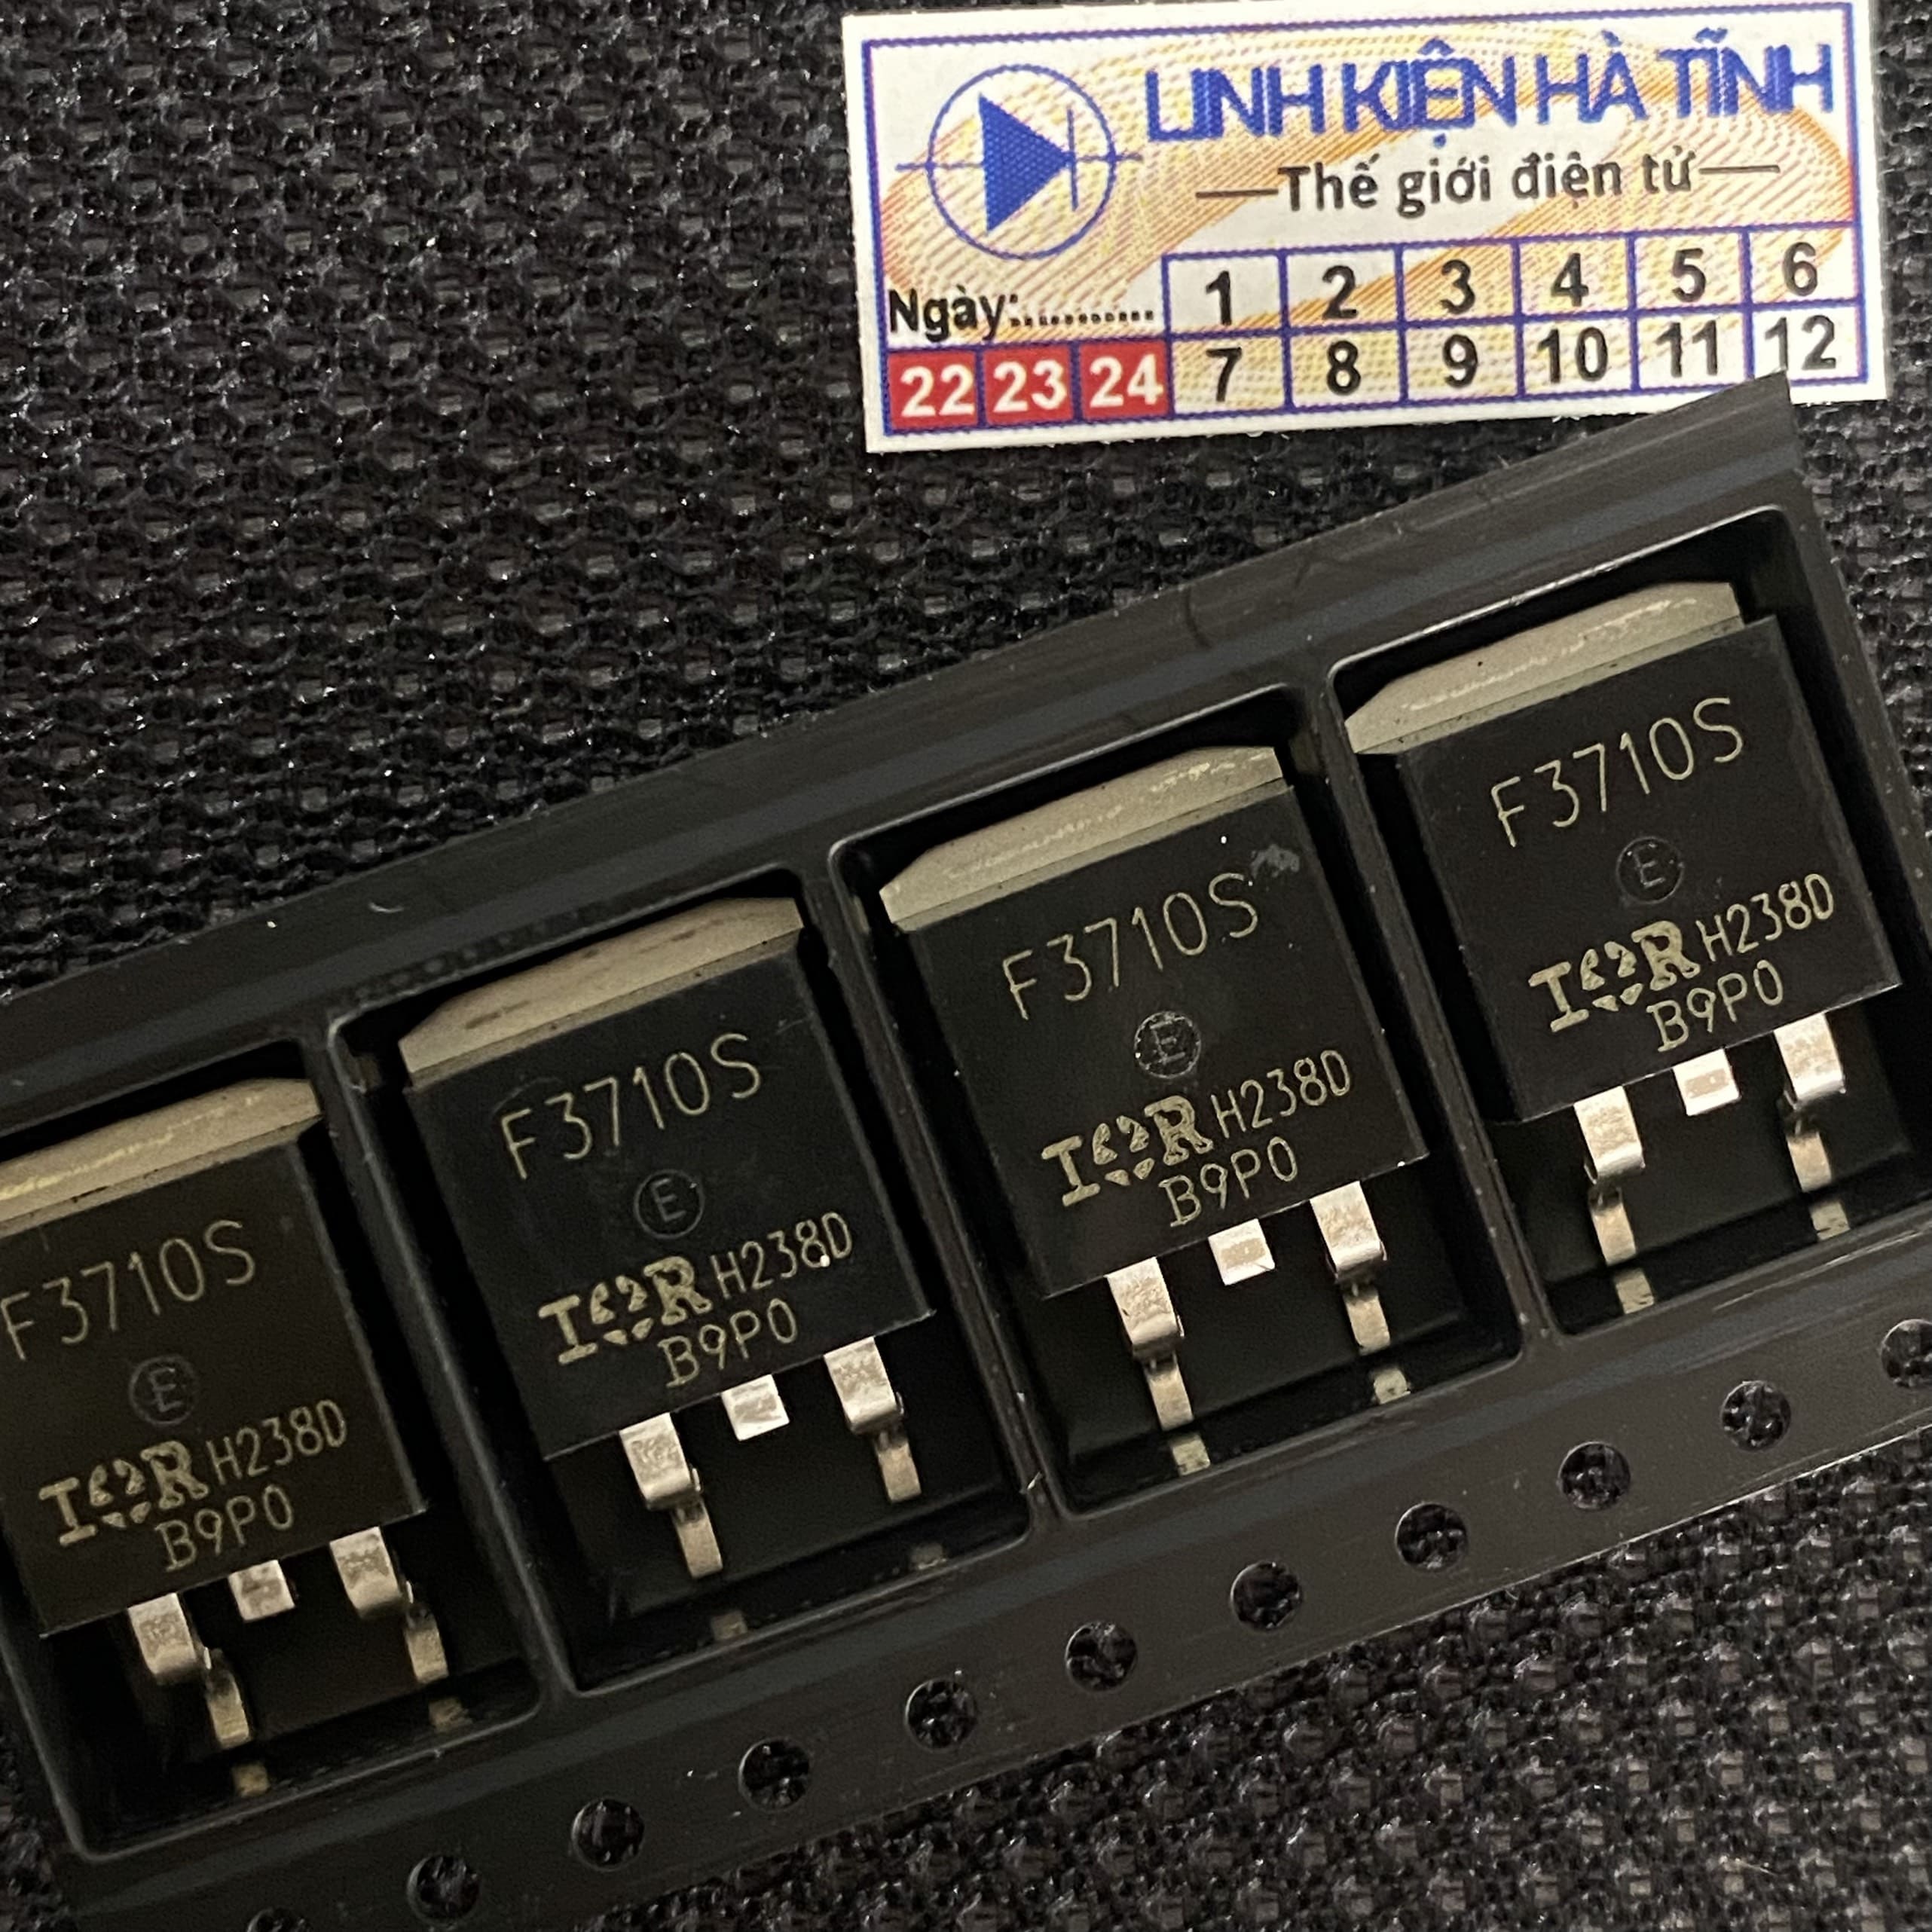 LINH KIỆN HÀ TĨNH
Thế giới điện tử
Ngày:............
1 2 3 4 5 6
22 23 24 7 8 9 10 11 12
F3710S
E
IOR H238D
B9P0
F3710S
E
IOR H238D
B9P0
F3710S
E
IOR H238D
B9P0
F3710S
E
IOR H238D
B9P0